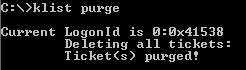 C:\>klist purge
Current LogonId is 0:0x41538
Deleting all tickets:
Ticket(s) purged!